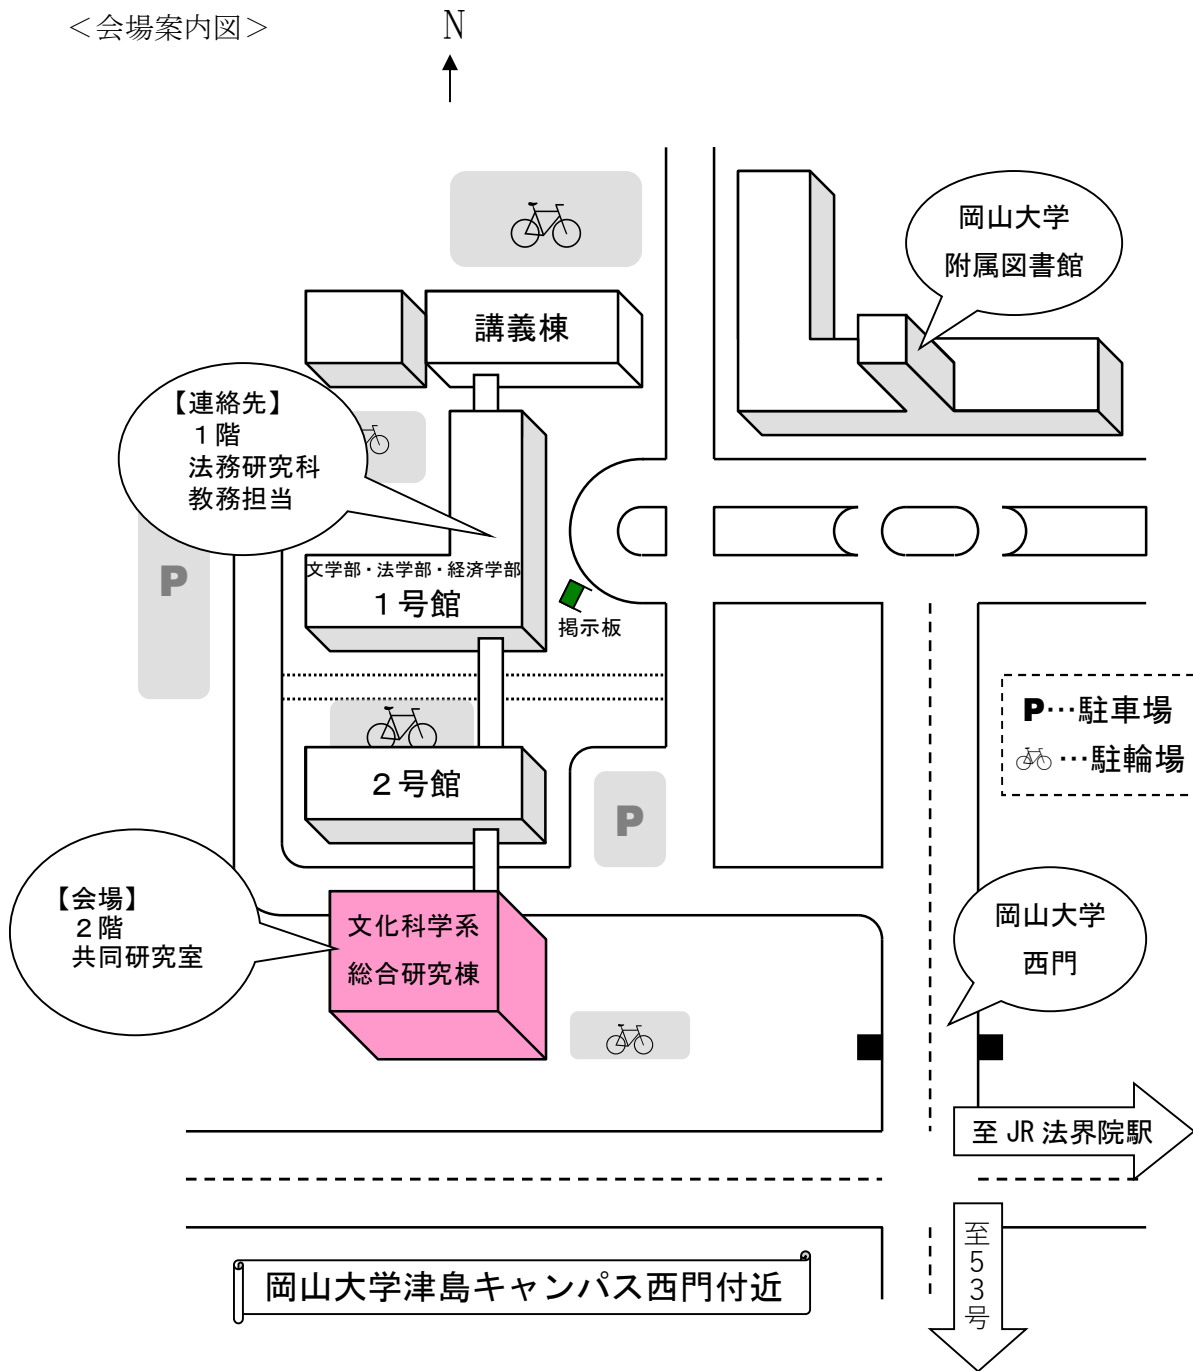 ＜会場案内図＞
N
岡山大学
附属図書館
講義棟
【連絡先】
１階
法務研究科
教務担当
P
文学部・法学部・経済学部
１号館
掲示板
P…駐車場
…駐輪場
２号館
P
【会場】
２階
共同研究室
文化科学系
総合研究棟
岡山大学
西門
至 JR 法界院駅
至５３号
岡山大学津島キャンパス西門付近